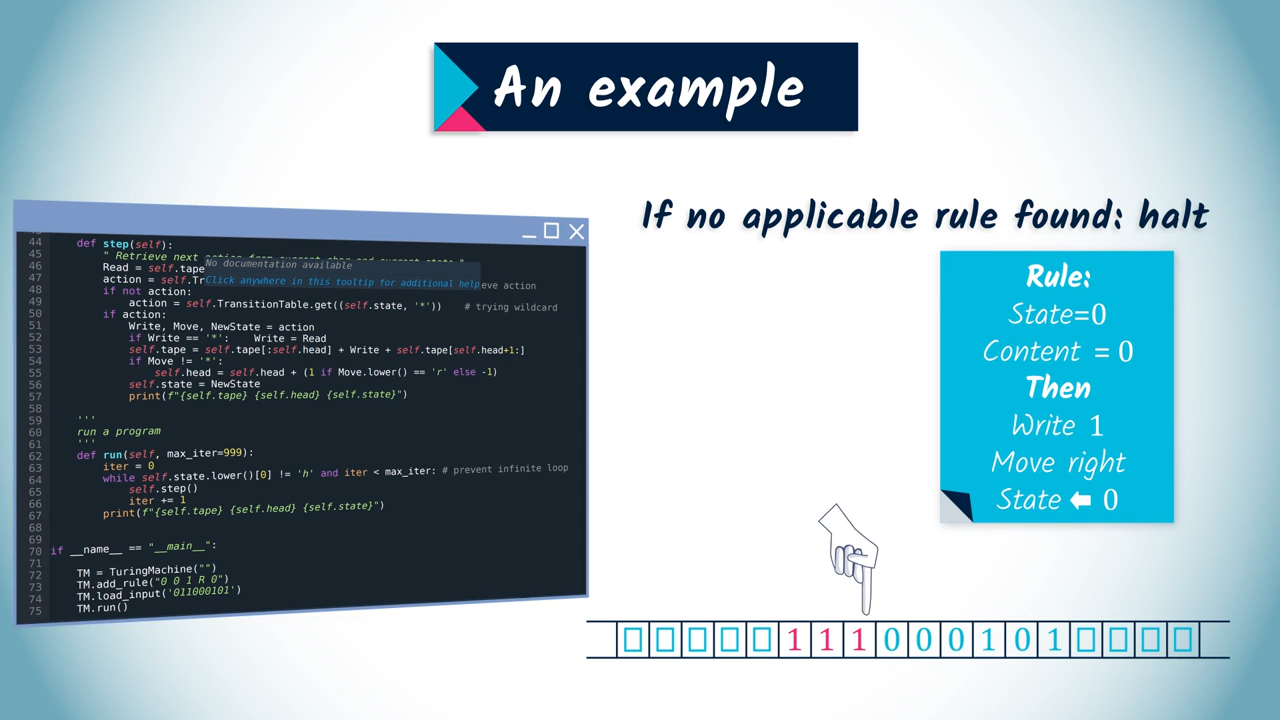 An example
If no applicable rule found: halt
44 def step(self):
45 " Retrieve next
46 Read = self.tape
47 action = self.Tr
No documentation available
Click anywhere in this tooltip for additional help
eve action
48 if not action:
49 action = self.TransitionTable.get((self.state, '*')) # trying wildcard
50 if action:
51 Write, Move, NewState = action
52 if Write == '*': Write = Read
53 self.tape = self.tape[:self.head] + Write + self.tape[self.head+1:]
54 if Move != '*':
55 self.head = self.head + (1 if Move.lower() == 'r' else -1)
56 self.state = NewState
57 print(f"{self.tape} {self.head} {self.state}")
58
59 '''
60 run a program
61 '''
62 def run(self, max_iter=999):
63 iter = 0
64 while self.state.lower()[0] != 'h' and iter < max_iter: # prevent infinite loop
65 self.step()
66 iter += 1
67 print(f"{self.tape} {self.head} {self.state}")
68
69
70 if __name__ == "__main__":
71
72 TM = TuringMachine("")
73 TM.add_rule("0 0 1 R 0")
74 TM.load_input('011000101')
75 TM.run()
Rule:
State=0
Content = 0
Then
Write 1
Move right
State ⬅ 0
□ □ □ □ □ 1 1 1 0 0 0 1 0 1 □ □ □ □